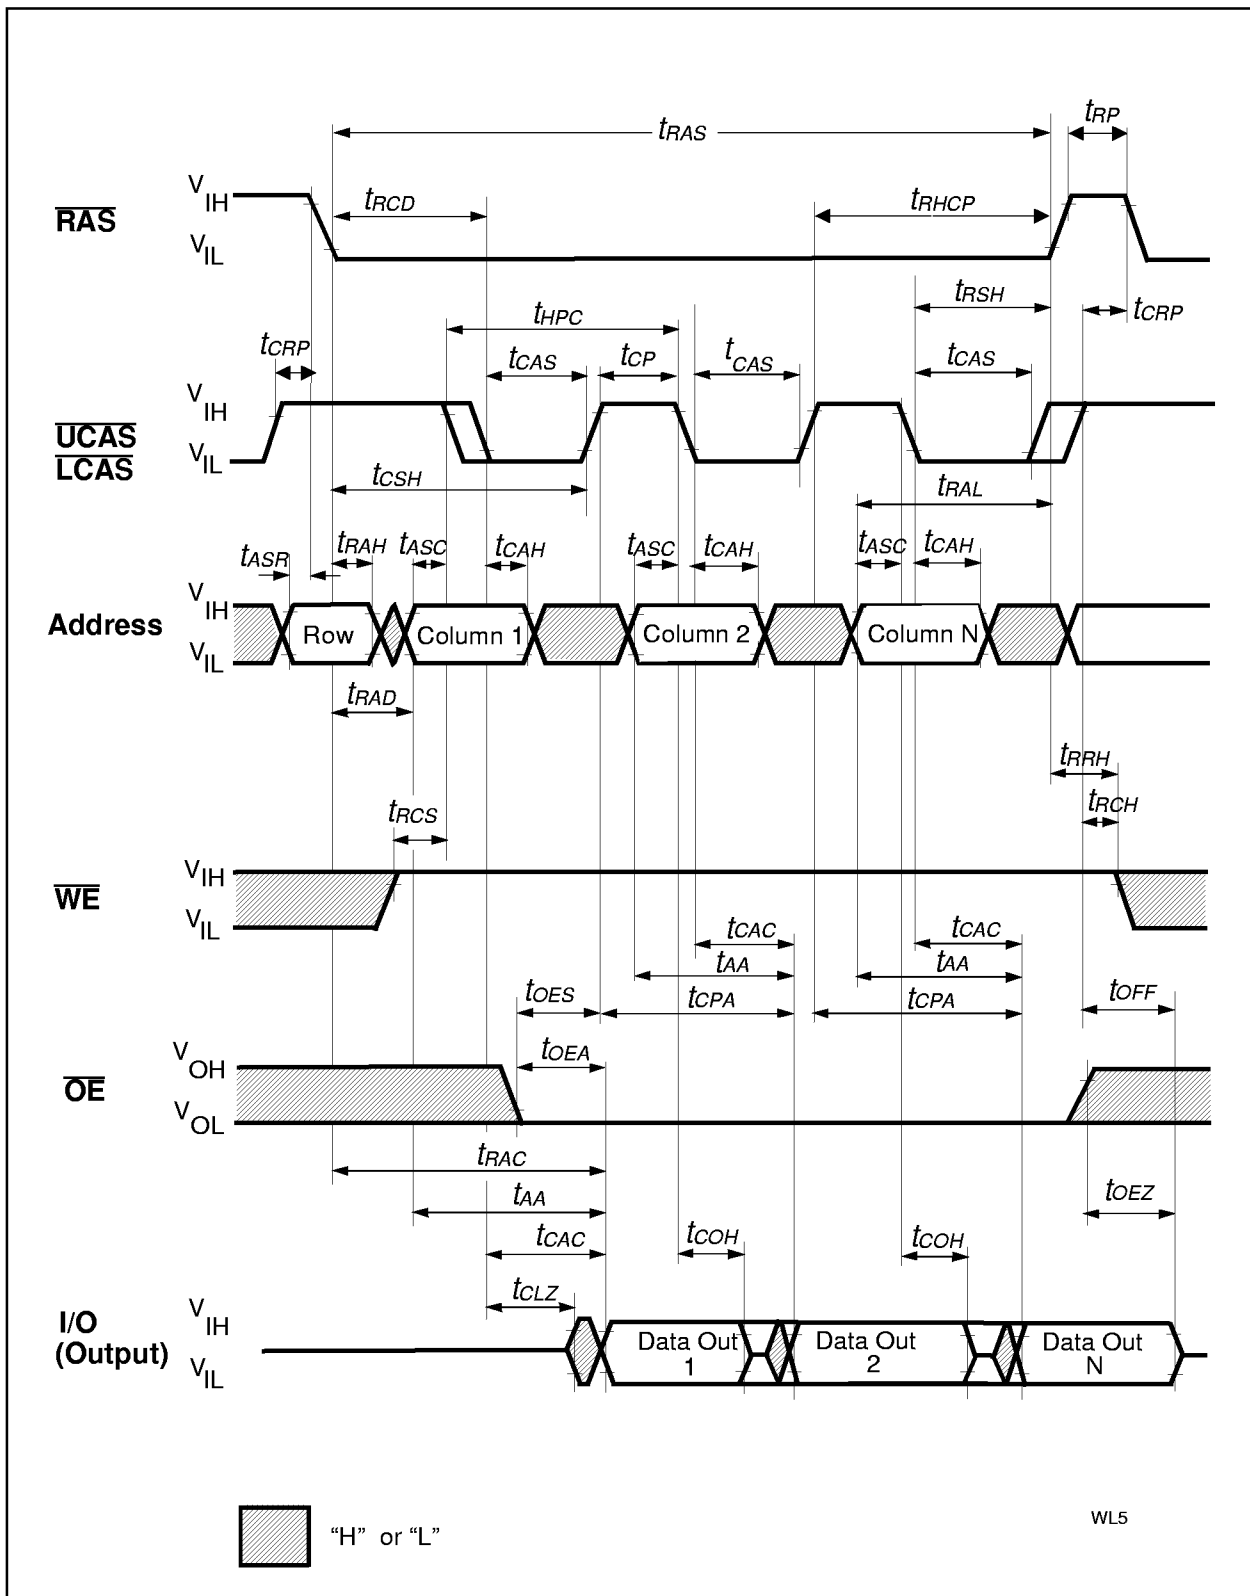 tRAS
tRP
RAS
VIH
VIL
tRCD
tRHCP
tHPC
tRSH
tCRP
tCRP
tCAS
tCP
tCAS
tCAS
UCAS
LCAS
VIH
VIL
tCSH
tRAL
tASR
tRAH
tASC
tCAH
tASC
tCAH
tASC
tCAH
Address
VIH
VIL
Row
Column 1
Column 2
Column N
tRAD
tRRH
tRCS
tRCH
WE
VIH
VIL
tCAC
tCAC
tAA
tAA
tOES
tCPA
tCPA
tOFF
tOEA
OE
VOH
VOL
tRAC
tAA
tOEZ
tCAC
tCOH
tCOH
tCLZ
I/O
(Output)
VIH
VIL
Data Out
1
Data Out
2
Data Out
N
“H” or “L”
WL5